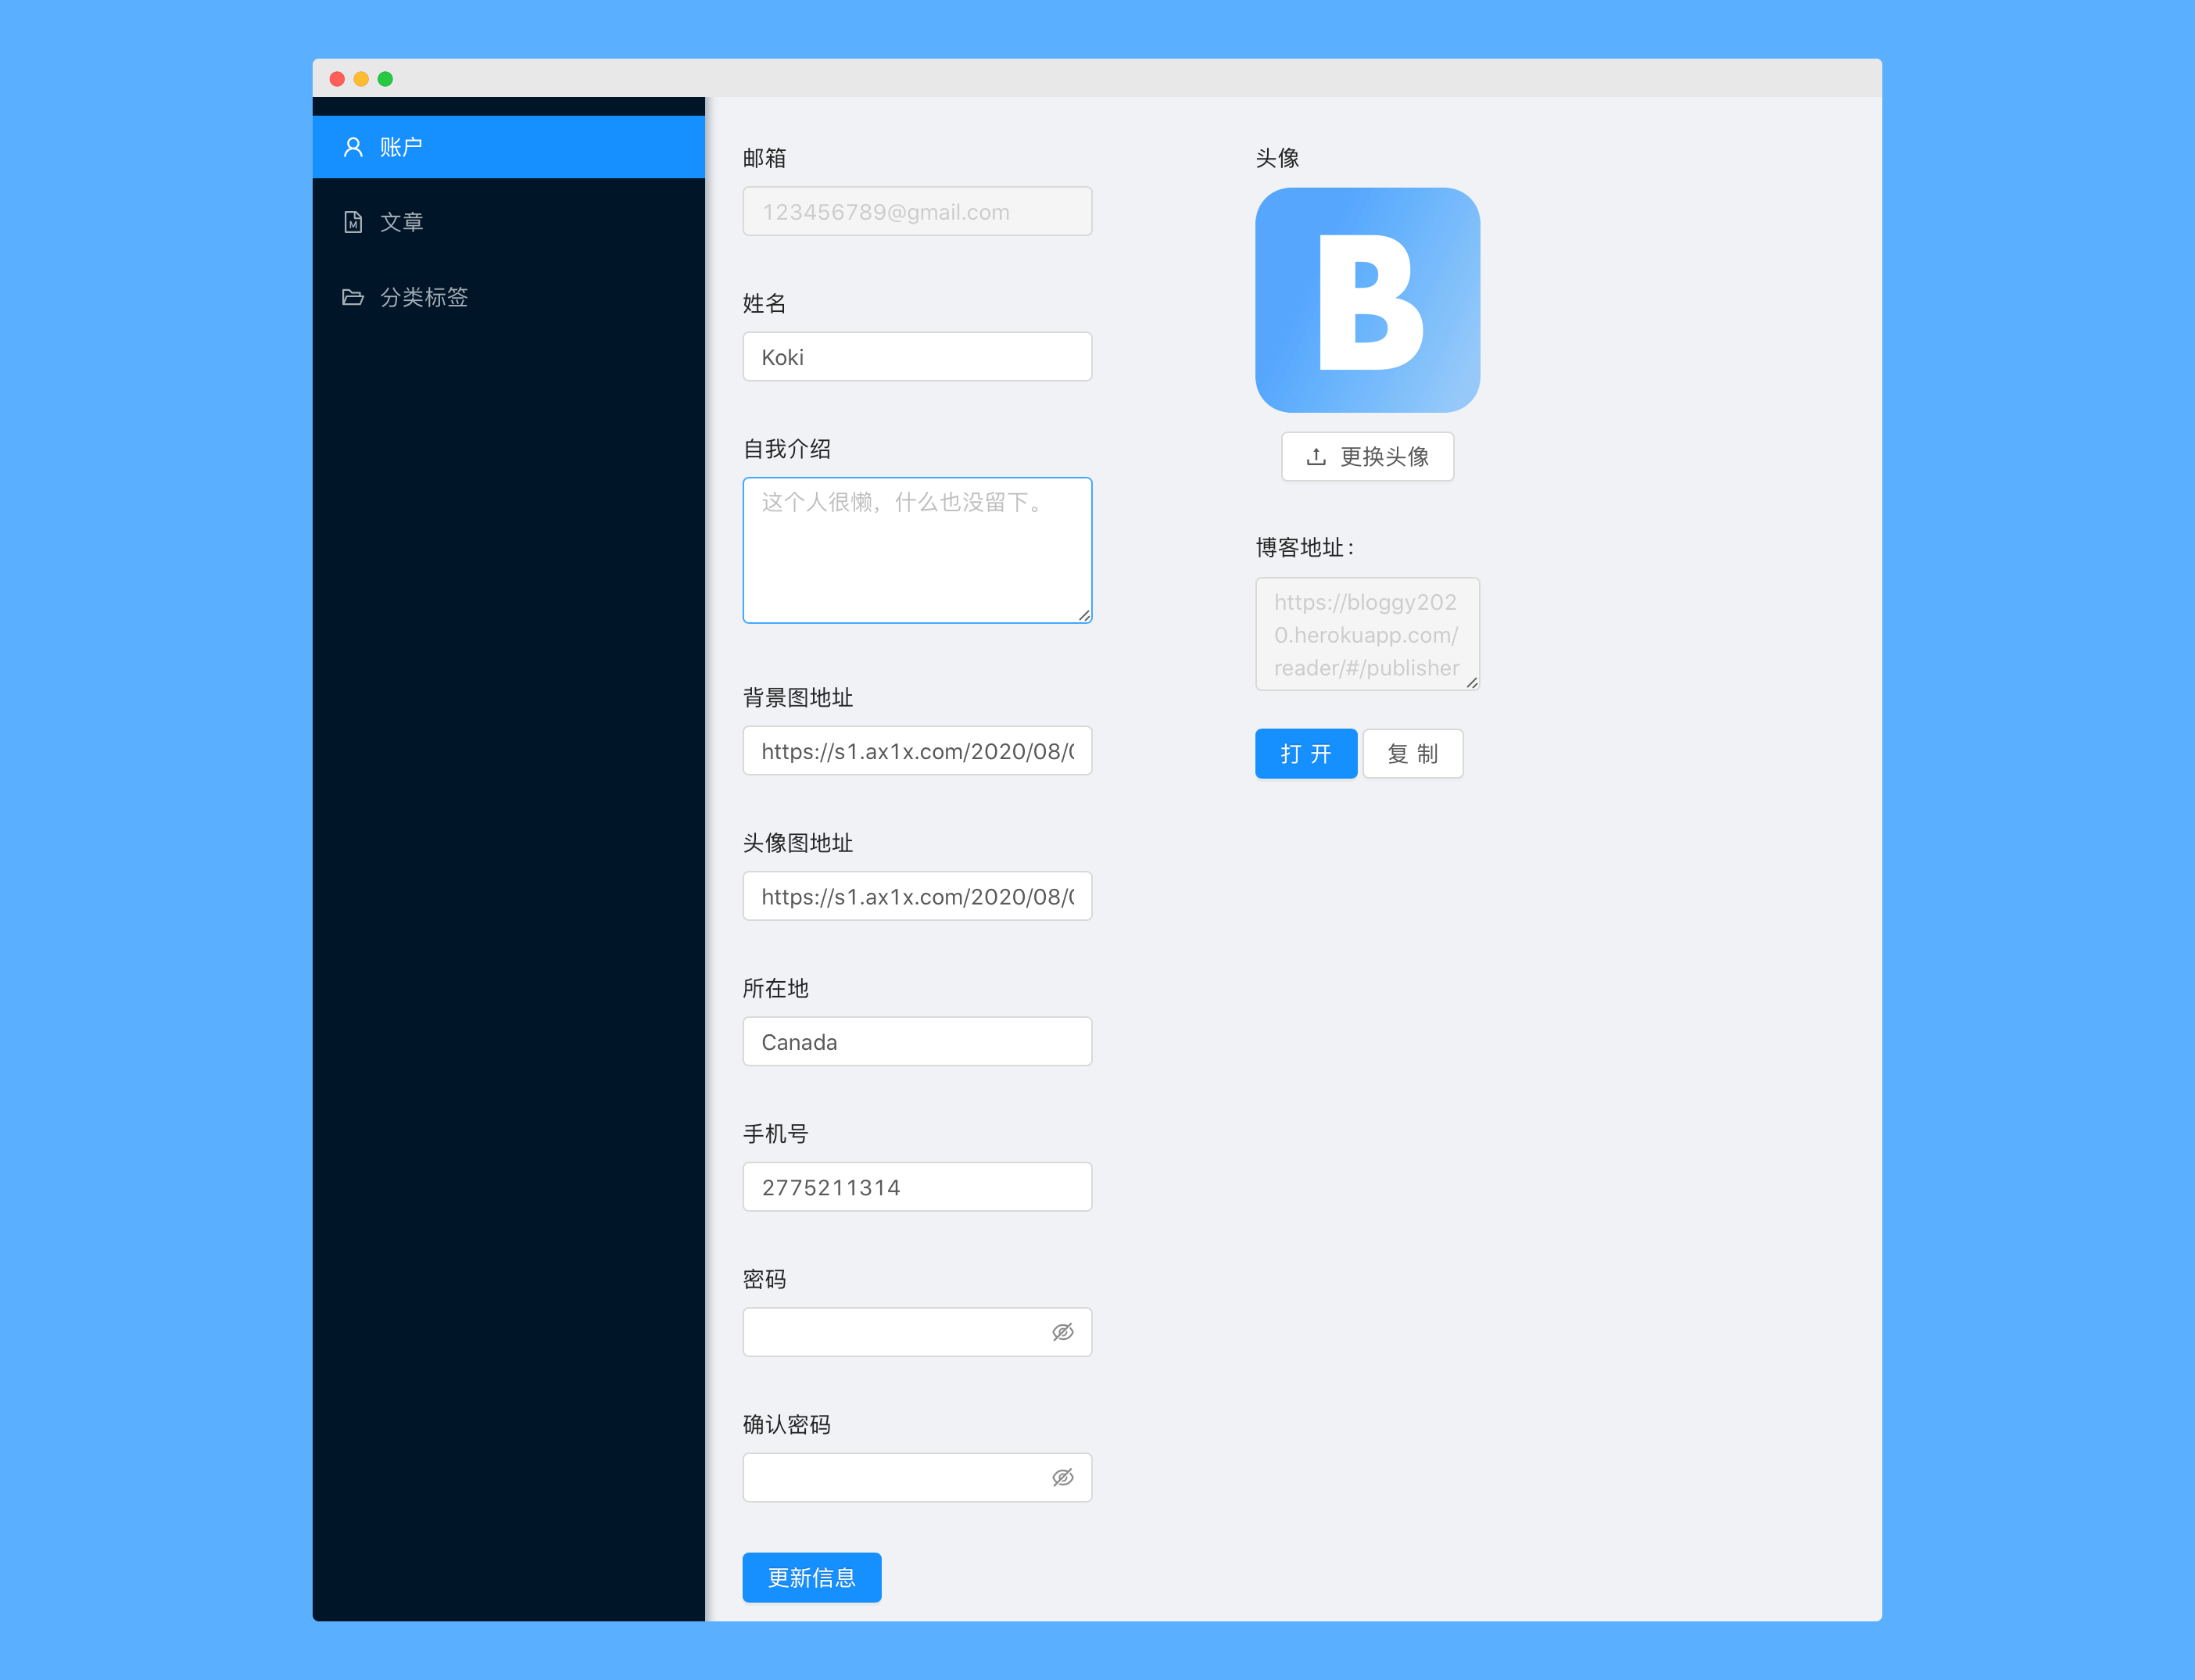 账户
文章
分类标签
邮箱
123456789@gmail.com
姓名
Koki
自我介绍
这个人很懒，什么也没留下。
背景图地址
https://s1.ax1x.com/2020/08/
头像图地址
https://s1.ax1x.com/2020/08/
所在地
Canada
手机号
2775211314
密码
确认密码
更新信息
头像
B
更换头像
博客地址:
https://bloggy202
0.herokuapp.com/
reader/#/publisher
打 开
复 制